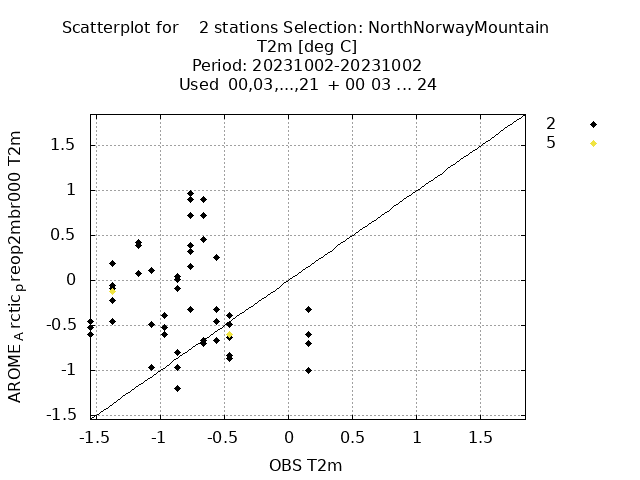 Scatterplot for 2 stations Selection: NorthNorwayMountain
T2m [deg C]
Period: 20231002-20231002
Used 00,03,...,21 + 00 03 ... 24
2
5
AROME_Arctic_preop2mbr000 T2m
1.5
1
0.5
0
-0.5
-1
-1.5
-1.5 -1 -0.5 0 0.5 1 1.5
OBS T2m